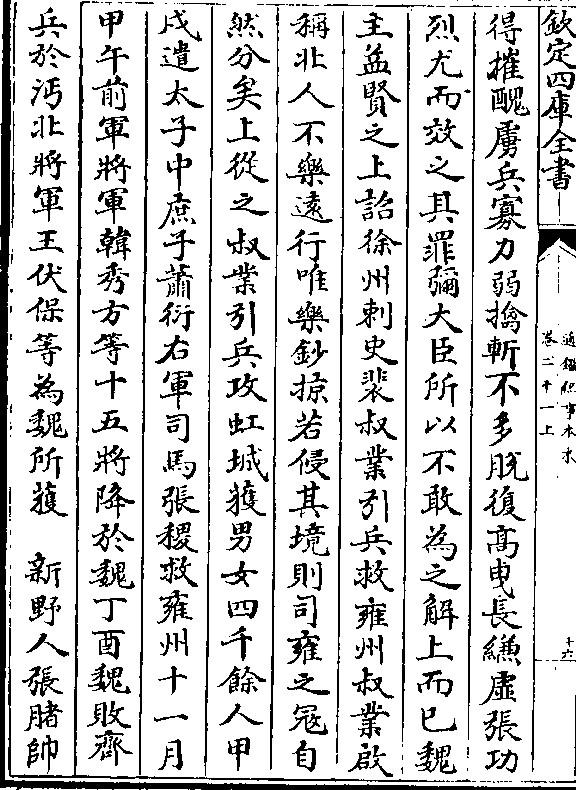 欽定四庫全書
通鑑紀事本末
卷二十一上
十六
得摧醜虜兵寡力弱擒斬不多脫復髙曳長縑虛張功
烈尤而效之其罪彌大臣所以不敢為之解上而已魏
主益賢之上詔徐州刺史裴叔業引兵救雍州叔業啟
稱北人不樂逺行唯樂鈔掠若侵其境則司雍之冦自
然分矣上從之叔業引兵攻虹城獲男女四千餘人甲
戌遣太子中庶子蕭衍右軍司馬張稷救雍州十一月
甲午前軍將軍韓秀方等十五將降於魏丁酉魏敗齊
兵於沔北將軍王伏保等為魏所獲　新野人張䐗帥